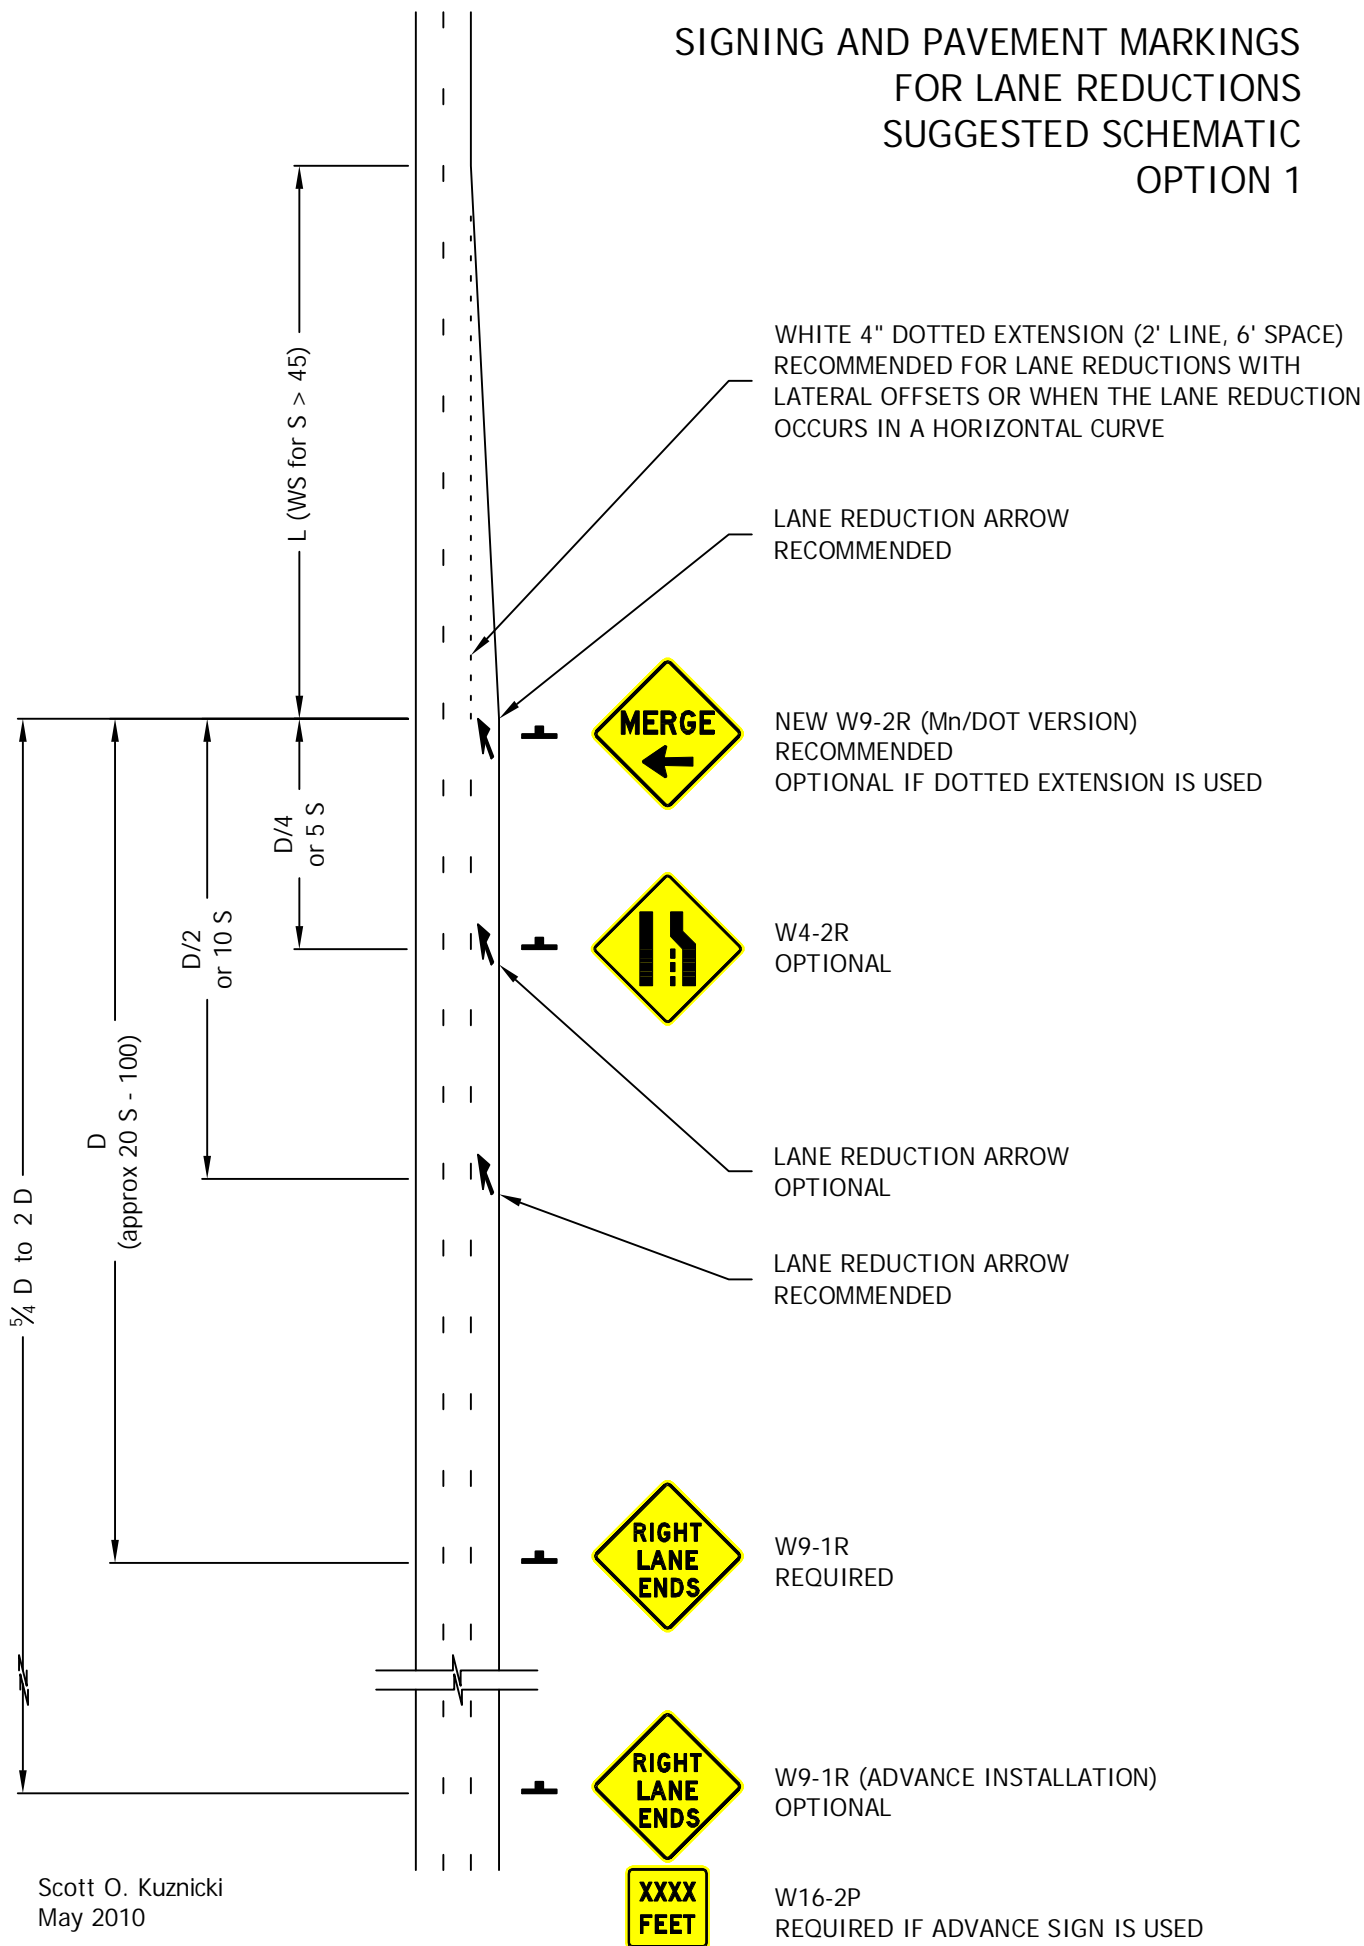 SIGNING AND PAVEMENT MARKINGS
FOR LANE REDUCTIONS
SUGGESTED SCHEMATIC
OPTION 1
L (WS for S > 45)
WHITE 4" DOTTED EXTENSION (2' LINE, 6' SPACE)
RECOMMENDED FOR LANE REDUCTIONS WITH
LATERAL OFFSETS OR WHEN THE LANE REDUCTION
OCCURS IN A HORIZONTAL CURVE
LANE REDUCTION ARROW
RECOMMENDED
MERGE
NEW W9-2R (Mn/DOT VERSION)
RECOMMENDED
OPTIONAL IF DOTTED EXTENSION IS USED
D/4
or 5 S
D/2
or 10 S
W4-2R
OPTIONAL
D
(approx 20 S - 100)
LANE REDUCTION ARROW
OPTIONAL
⁵⁄₄ D to 2 D
LANE REDUCTION ARROW
RECOMMENDED
RIGHT
LANE
ENDS
W9-1R
REQUIRED
RIGHT
LANE
ENDS
W9-1R (ADVANCE INSTALLATION)
OPTIONAL
XXXX
FEET
W16-2P
REQUIRED IF ADVANCE SIGN IS USED
Scott O. Kuznicki
May 2010